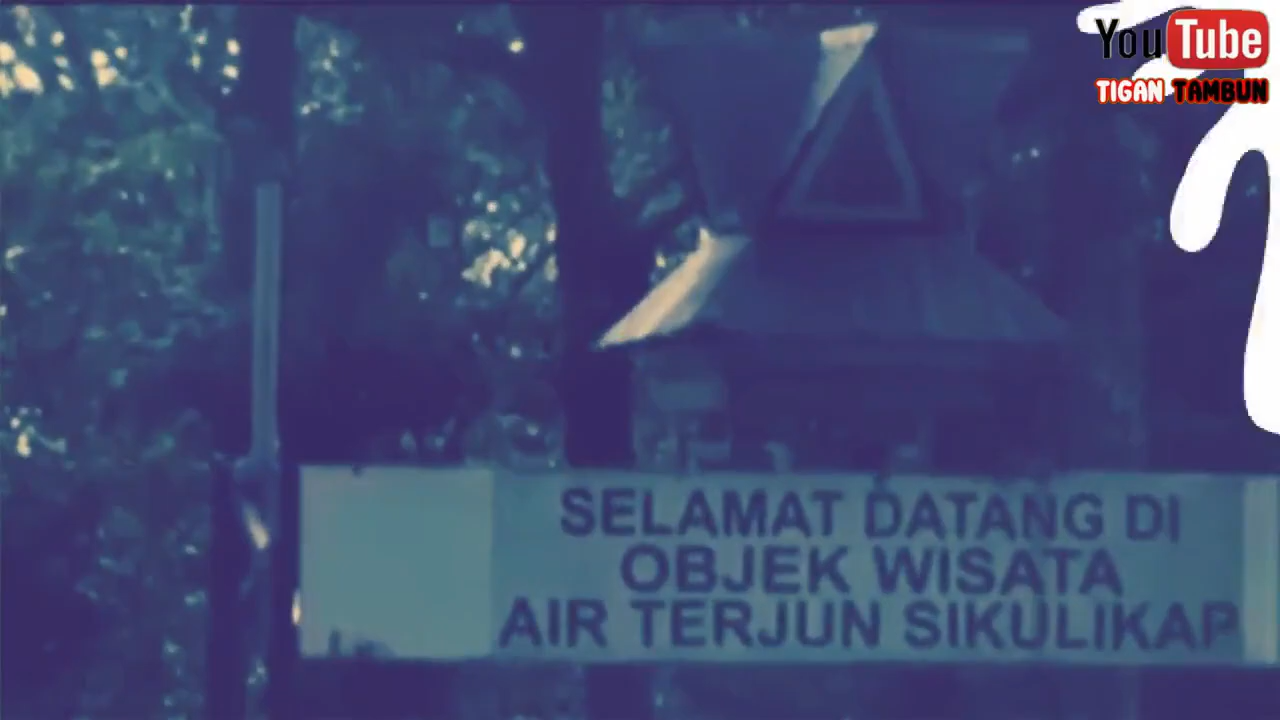 YouTube
TIGAN TAMBUN
SELAMAT DATANG DI
OBJEK WISATA
AIR TERJUN SIKULIKAP